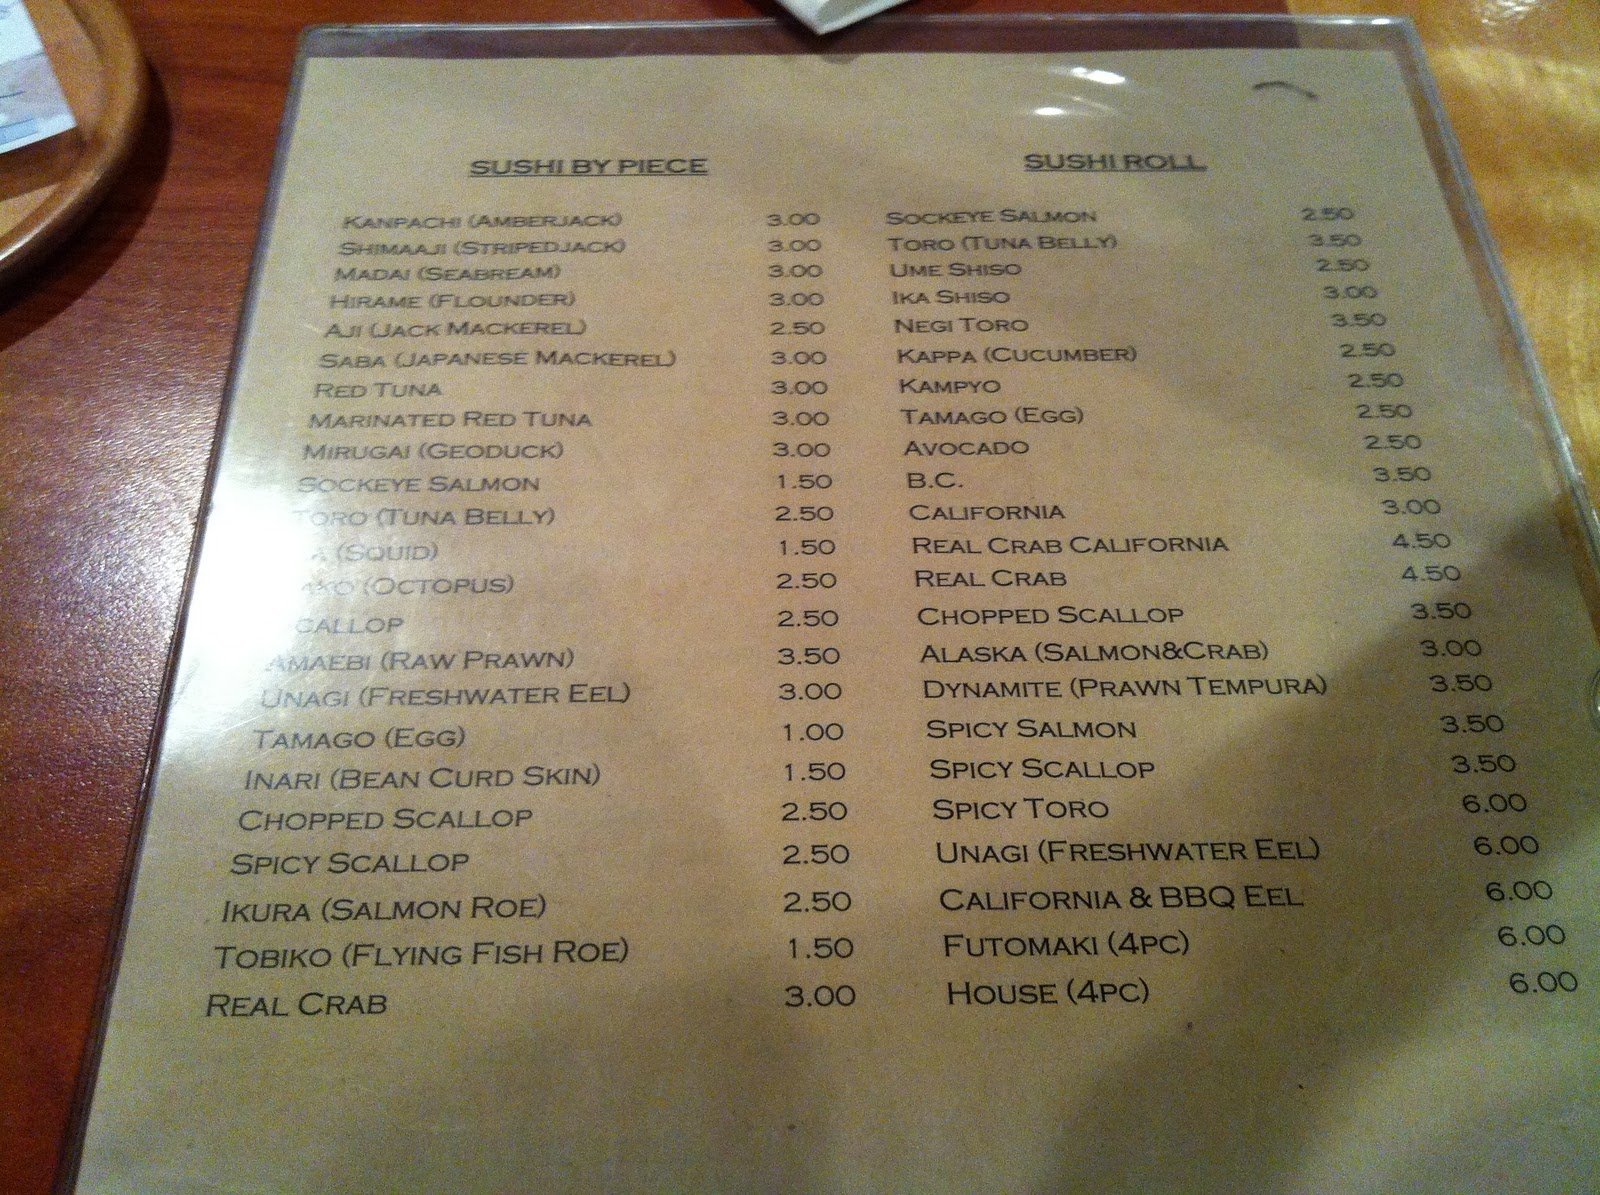 SUSHI BY PIECE
KANPACHI (AMBERJACK) 3.00
SHIMAAJI (STRIPEDJACK) 3.00
MADAI (SEABREAM) 3.00
HIRAME (FLOUNDER) 3.00
AJI (JACK MACKEREL) 2.50
SABA (JAPANESE MACKEREL) 3.00
RED TUNA 3.00
MARINATED RED TUNA 3.00
MIRUGAI (GEODUCK) 3.00
SOCKEYE SALMON 1.50
TORO (TUNA BELLY) 2.50
(SQUID) 1.50
(OCTOPUS) 2.50
SCALLOP 2.50
AMAEBI (RAW PRAWN) 3.50
UNAGI (FRESHWATER EEL) 3.00
TAMAGO (EGG) 1.00
INARI (BEAN CURD SKIN) 1.50
CHOPPED SCALLOP 2.50
SPICY SCALLOP 2.50
IKURA (SALMON ROE) 2.50
TOBIKO (FLYING FISH ROE) 1.50
REAL CRAB 3.00
SUSHI ROLL
SOCKEYE SALMON 2.50
TORO (TUNA BELLY) 3.50
UME SHISO 2.50
IKA SHISO 3.00
NEGI TORO 3.50
KAPPA (CUCUMBER) 2.50
KAMPYO 2.50
TAMAGO (EGG) 2.50
AVOCADO 2.50
B.C. 3.50
CALIFORNIA 3.00
REAL CRAB CALIFORNIA 4.50
REAL CRAB 4.50
CHOPPED SCALLOP 3.50
ALASKA (SALMON&CRAB) 3.00
DYNAMITE (PRAWN TEMPURA) 3.50
SPICY SALMON 3.50
SPICY SCALLOP 3.50
SPICY TORO 6.00
UNAGI (FRESHWATER EEL) 6.00
CALIFORNIA & BBQ EEL 6.00
FUTOMAKI (4PC) 6.00
HOUSE (4PC) 6.00